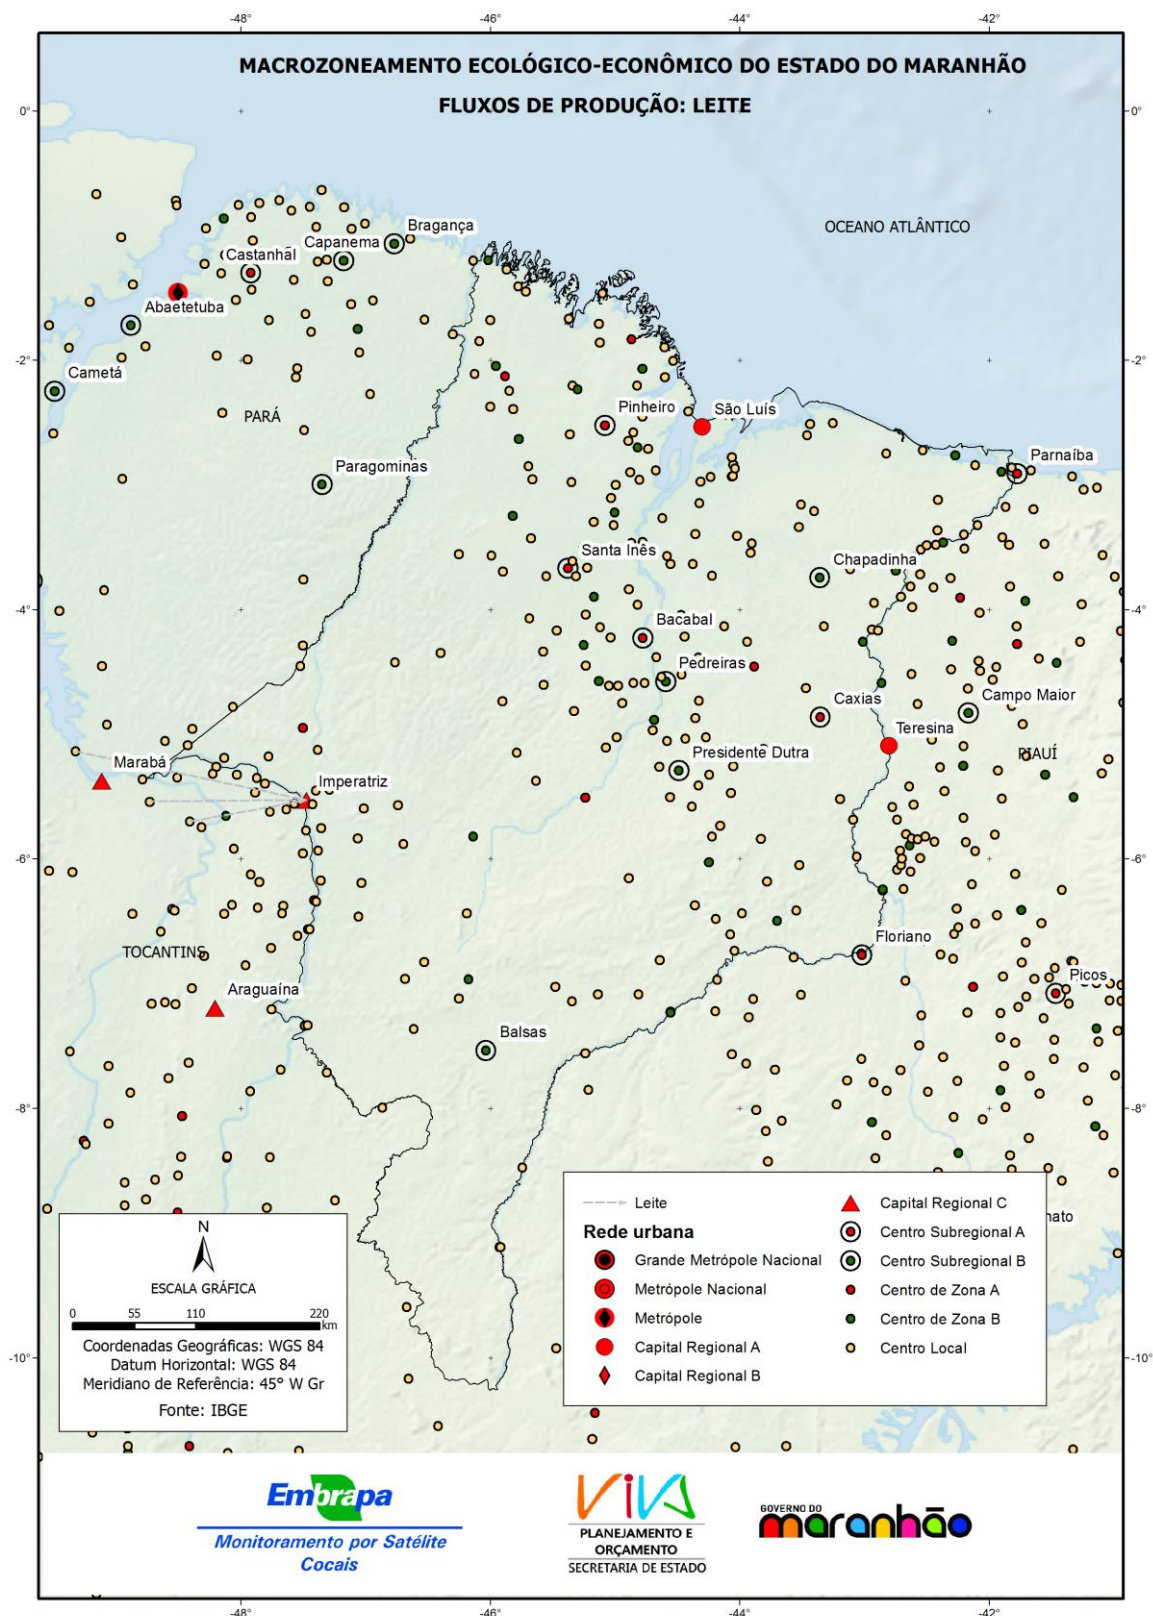 -48°
-46°
-44°
-42°
MACROZONEAMENTO ECOLÓGICO-ECONÔMICO DO ESTADO DO MARANHÃO
FLUXOS DE PRODUÇÃO: LEITE
0°
0°
OCEANO ATLÂNTICO
Bragança
Capanema
Castanhal
Abaetetuba
-2°
-2°
Cametá
PARÁ
Pinheiro
São Luís
Parnaíba
Paragominas
Santa Inês
Chapadinha
-4°
-4°
Bacabal
Pedreiras
Caxias
Campo Maior
Teresina
Presidente Dutra
PIAUÍ
Marabá
Imperatriz
-6°
-6°
Floriano
TOCANTINS
Picos
Araguaína
Balsas
-8°
-8°
nato
N
ESCALA GRÁFICA
0 55 110 220
km
Coordenadas Geográficas: WGS 84
Datum Horizontal: WGS 84
Meridiano de Referência: 45° W Gr
Fonte: IBGE
Leite
Rede urbana
Grande Metrópole Nacional
Metrópole Nacional
Metrópole
Capital Regional A
Capital Regional B
Capital Regional C
Centro Subregional A
Centro Subregional B
Centro de Zona A
Centro de Zona B
Centro Local
-10°
-10°
Embrapa
Monitoramento por Satélite
Cocais
VIVA
PLANEJAMENTO E
ORÇAMENTO
SECRETARIA DE ESTADO
GOVERNO DO
maranhão
-48°
-46°
-44°
-42°